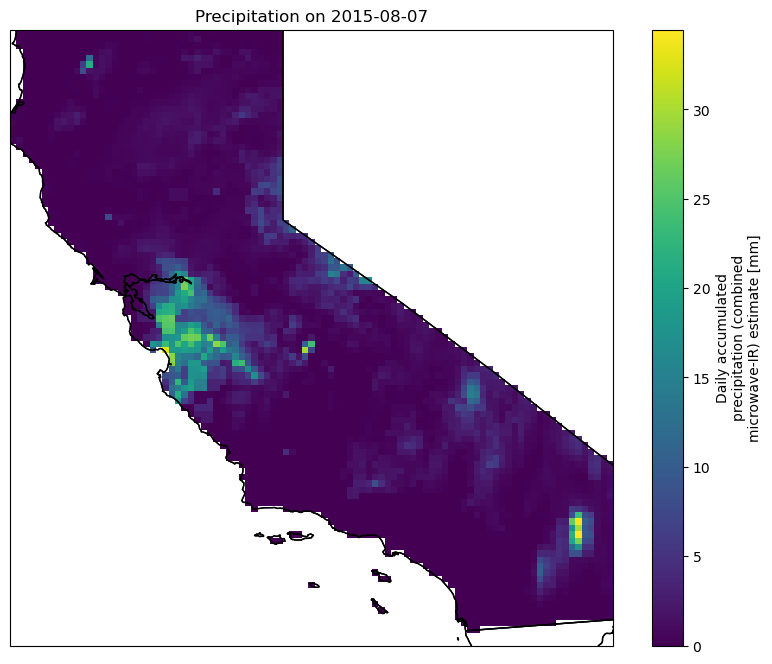 Precipitation on 2015-08-07
30
25
20
15
10
5
0
Daily accumulated
precipitation (combined
microwave-IR) estimate [mm]